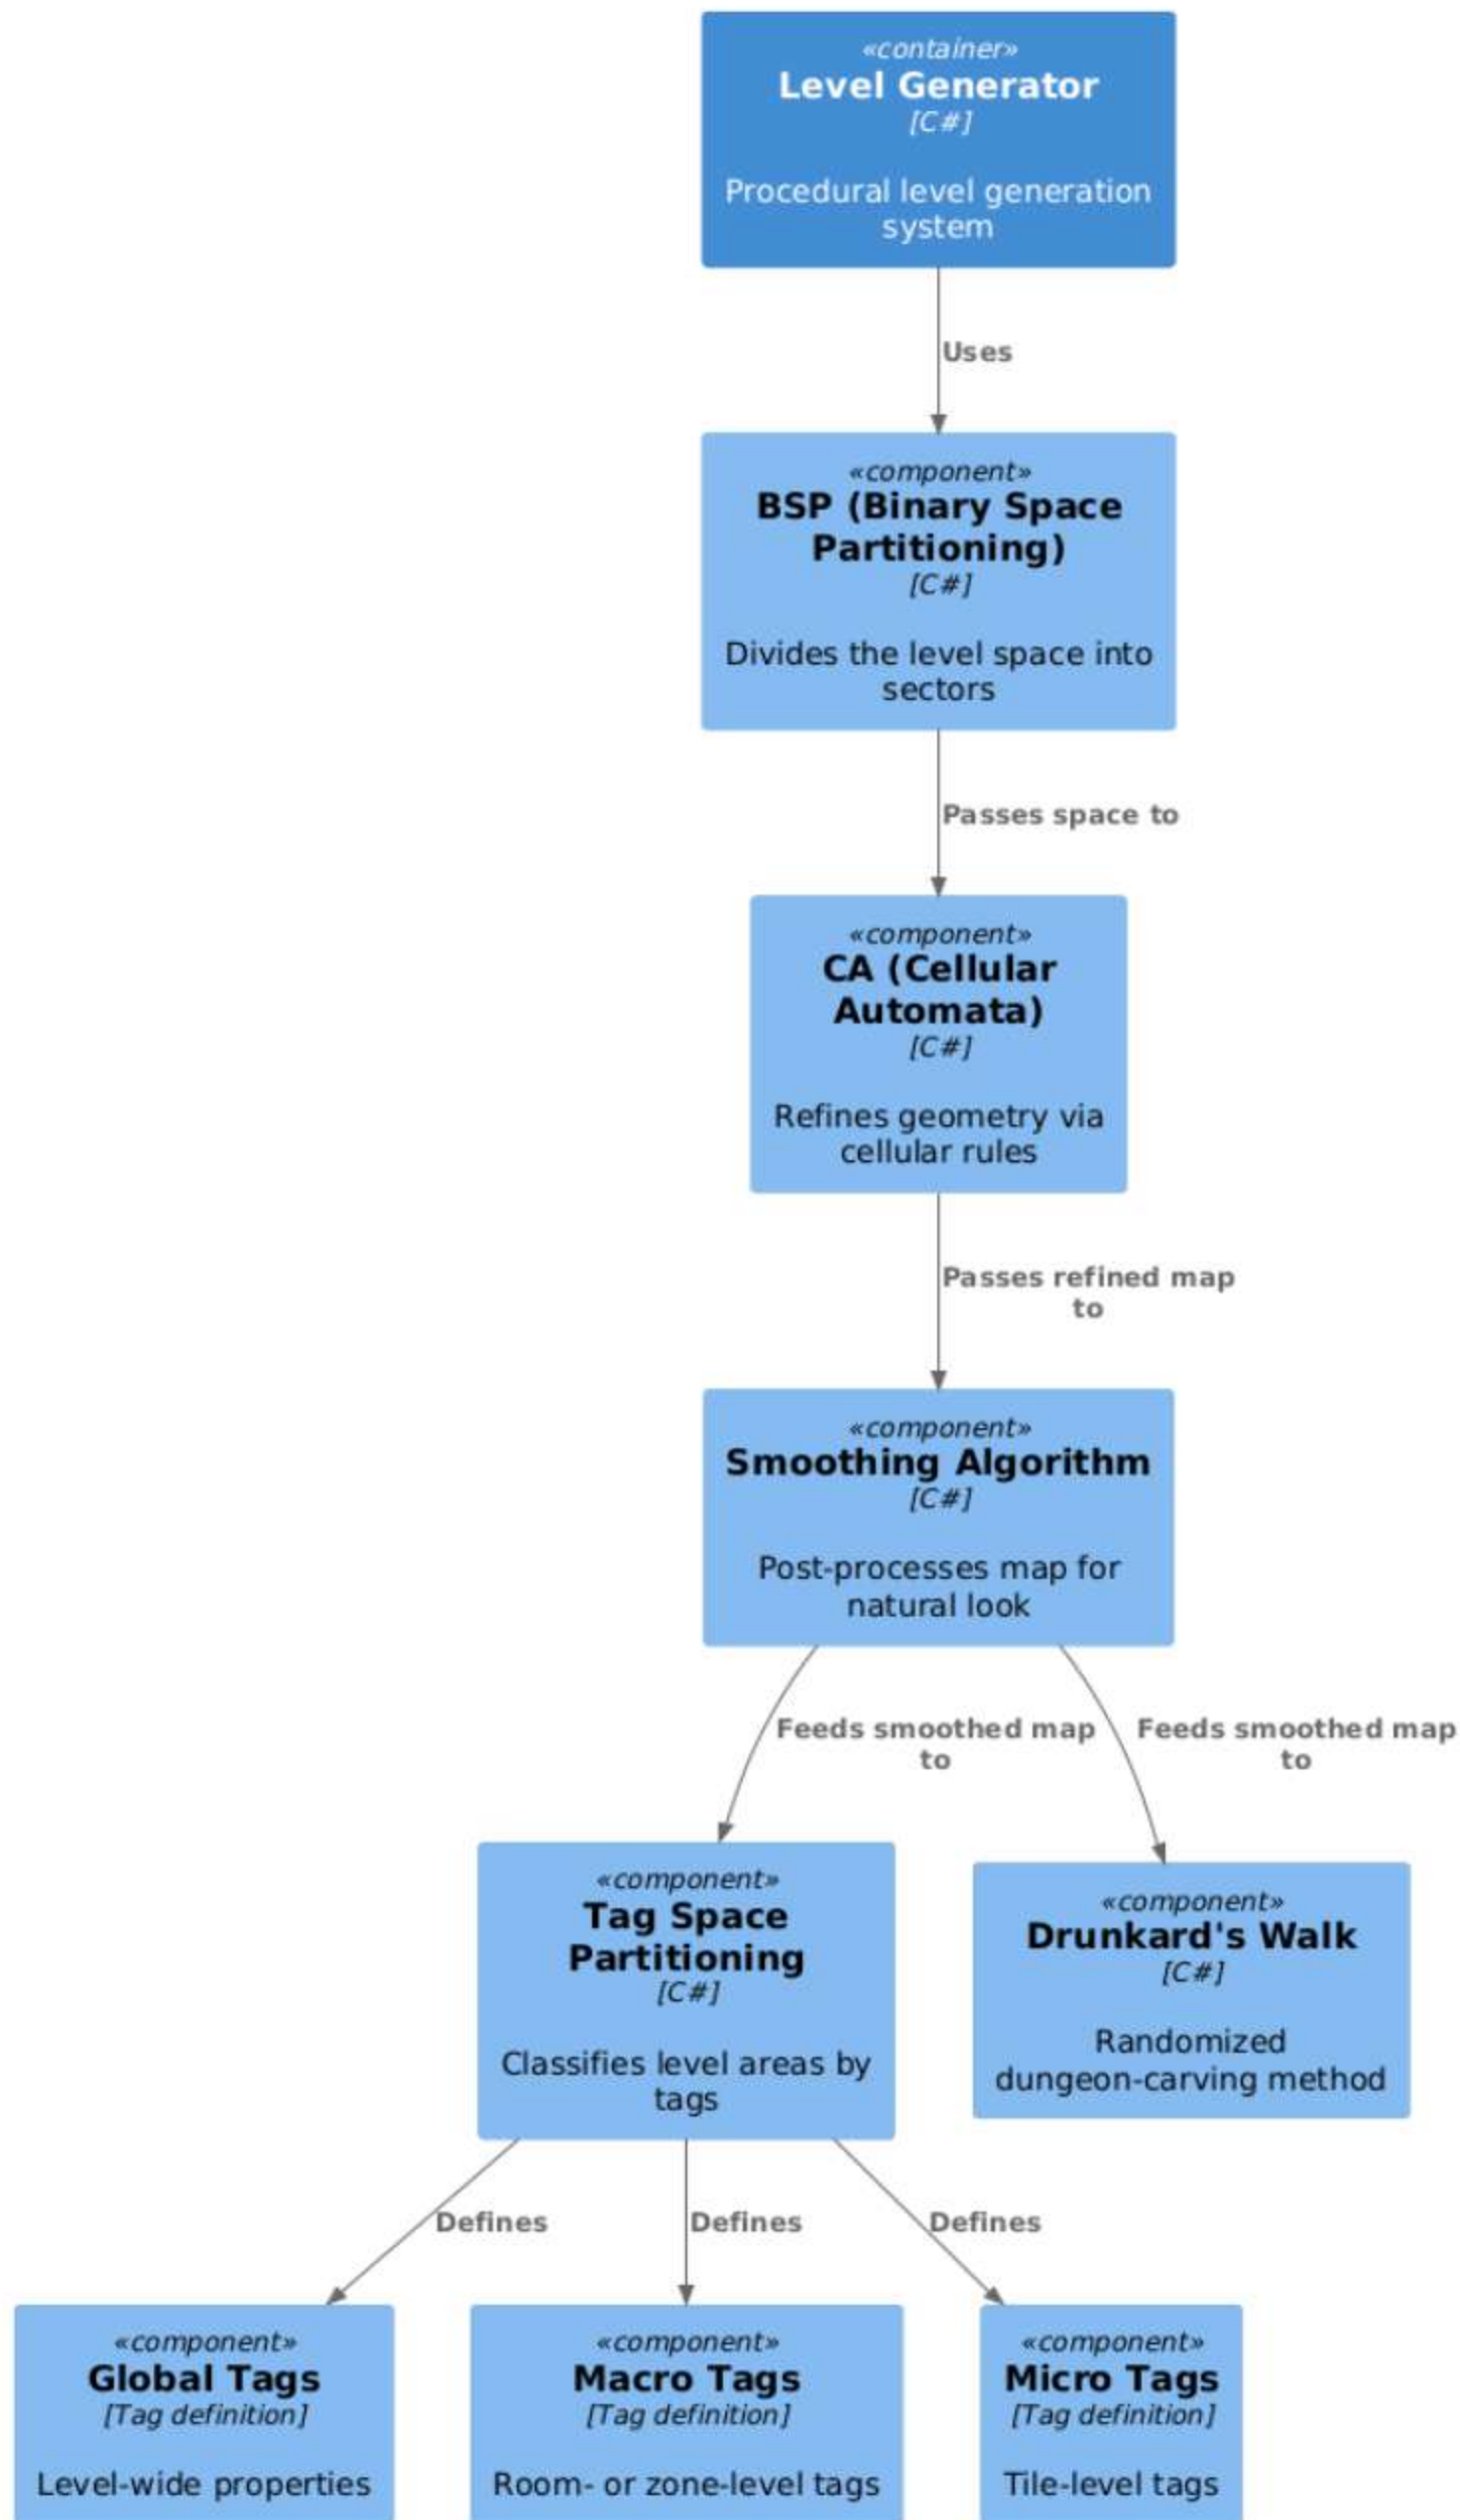 «container»
Level Generator
[C#]
Procedural level generation
system
Uses
«component»
BSP (Binary Space
Partitioning)
[C#]
Divides the level space into
sectors
Passes space to
«component»
CA (Cellular
Automata)
[C#]
Refines geometry via
cellular rules
Passes refined map
to
«component»
Smoothing Algorithm
[C#]
Post-processes map for
natural look
Feeds smoothed map
to
Feeds smoothed map
to
«component»
Tag Space
Partitioning
[C#]
Classifies level areas by
tags
«component»
Drunkard's Walk
[C#]
Randomized
dungeon-carving method
Defines
Defines
Defines
«component»
Global Tags
[Tag definition]
Level-wide properties
«component»
Macro Tags
[Tag definition]
Room- or zone-level tags
«component»
Micro Tags
[Tag definition]
Tile-level tags